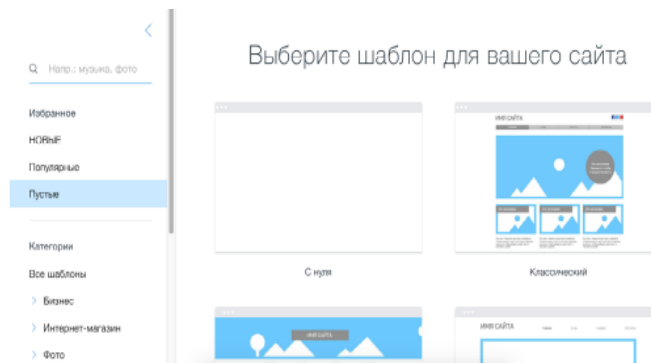 Выберите шаблон для вашего сайта
Напр.: музыка, фото
Избранное
НОВЫЕ
Популярные
Пустые
Категории
Все шаблоны
Бизнес
Интернет-магазин
Фото
С нуля
ИМЯ САЙТА
Классический
ИМЯ САЙТА
ИМЯ САЙТА